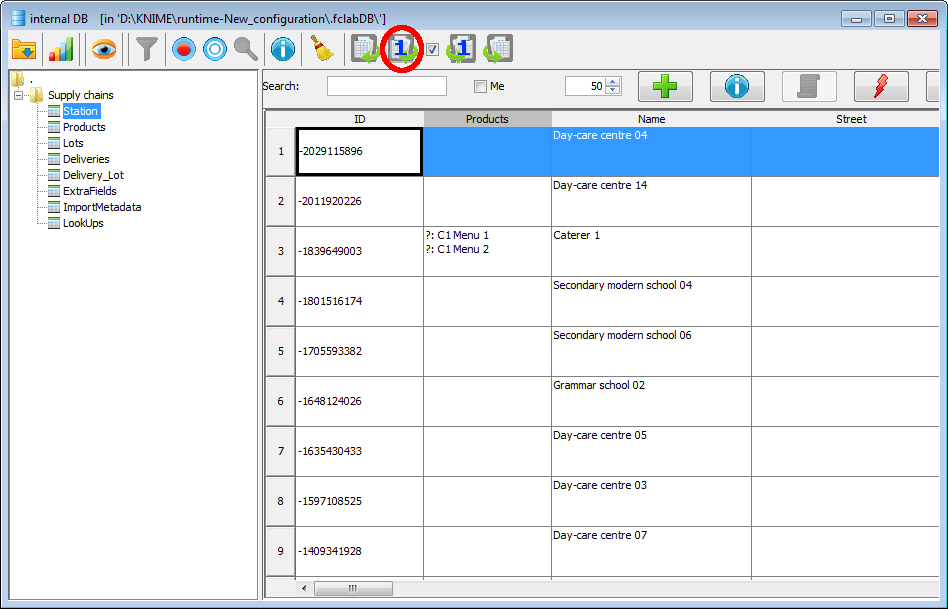 internal DB [in 'D:\KNIME\runtime-New_configuration\.fclabDB\']
1 1
.
Supply chains
Station
Products
Lots
Deliveries
Delivery_Lot
ExtraFields
ImportMetadata
LookUps
Search: Me 50
ID Products Name Street
1 -2029115896 Day-care centre 04
2 -2011920226 Day-care centre 14
3 -1839649003 ?: C1 Menu 1 Caterer 1
?: C1 Menu 2
4 -1801516174 Secondary modern school 04
5 -1705593382 Secondary modern school 06
6 -1648124026 Grammar school 02
7 -1635430433 Day-care centre 05
8 -1597108525 Day-care centre 03
9 -1409341928 Day-care centre 07